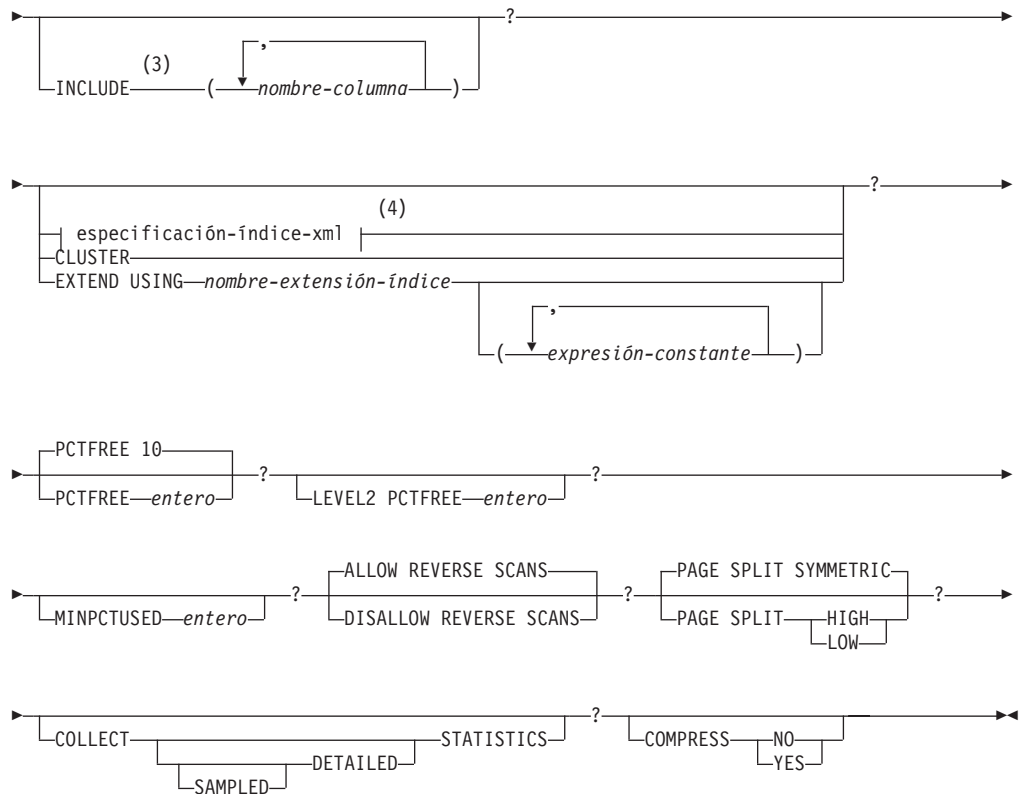 ?
,
(3)
INCLUDE ( nombre-columna )
?
(4)
especificación-índice-xml
CLUSTER
EXTEND USING nombre-extensión-índice
,
( expresión-constante )
PCTFREE 10
? ?
PCTFREE entero LEVEL2 PCTFREE entero
ALLOW REVERSE SCANS PAGE SPLIT SYMMETRIC
? ? ?
MINPCTUSED entero DISALLOW REVERSE SCANS PAGE SPLIT HIGH
LOW
?
COLLECT STATISTICS COMPRESS NO
DETAILED YES
SAMPLED